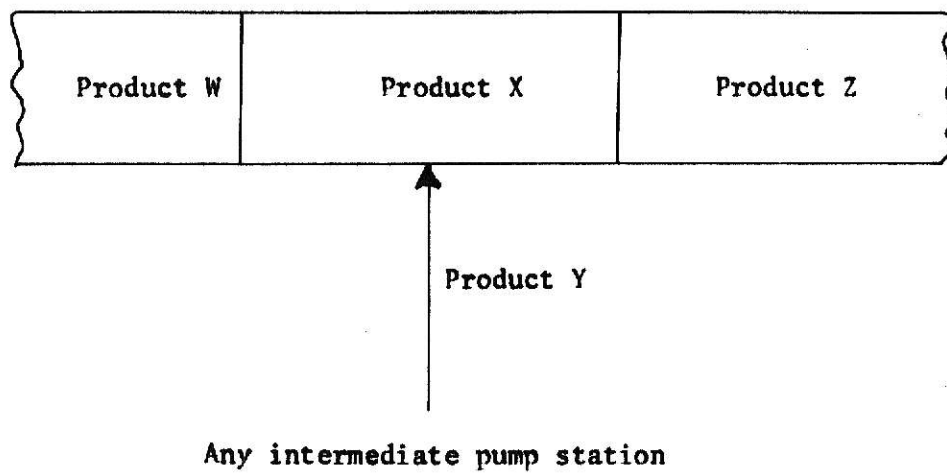 Product W
Product X
Product Z
Product Y
Any intermediate pump station